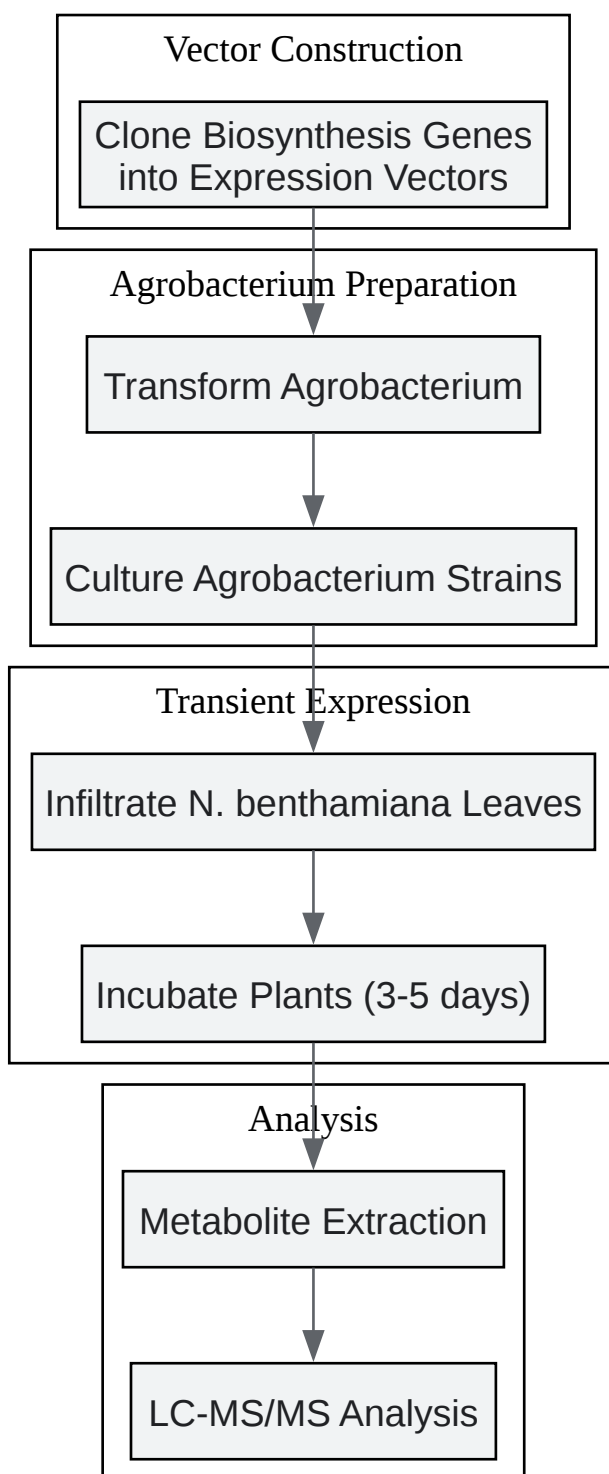 Vector Construction
Clone Biosynthesis Genes
into Expression Vectors
Agrobacterium Preparation
Transform Agrobacterium
Culture Agrobacterium Strains
Transient Expression
Infiltrate N. benthamiana Leaves
Incubate Plants (3-5 days)
Analysis
Metabolite Extraction
LC-MS/MS Analysis